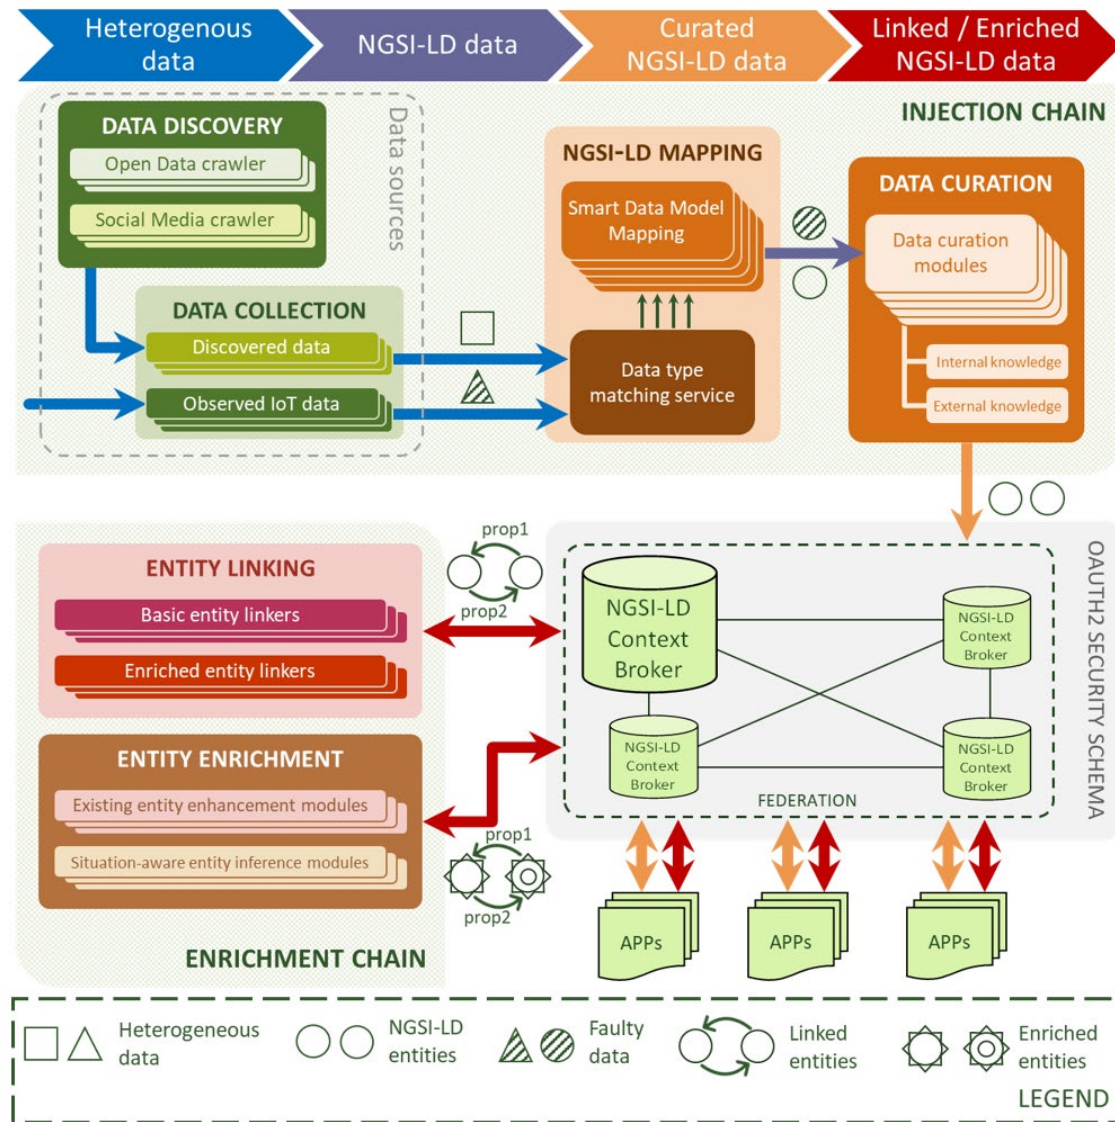 Heterogenous
data
NGSI-LD data
Curated
NGSI-LD data
Linked / Enriched
NGSI-LD data
INJECTION CHAIN
Data sources
DATA DISCOVERY
Open Data crawler
Social Media crawler
DATA COLLECTION
Discovered data
Observed IoT data
NGSI-LD MAPPING
Smart Data Model
Mapping
Data type
matching service
DATA CURATION
Data curation
modules
Internal knowledge
External knowledge
ENTITY LINKING
Basic entity linkers
Enriched entity linkers
prop1
prop2
ENTITY ENRICHMENT
Existing entity enhancement modules
Situation-aware entity inference modules
prop1
prop2
ENRICHMENT CHAIN
OAUTH2 SECURITY SCHEMA
NGSI-LD
Context
Broker
NGSI-LD
Context
Broker
NGSI-LD
Context
Broker
NGSI-LD
Context
Broker
FEDERATION
APPs
APPs
APPs
Heterogeneous
data
NGSI-LD
entities
Faulty
data
Linked
entities
Enriched
entities
LEGEND